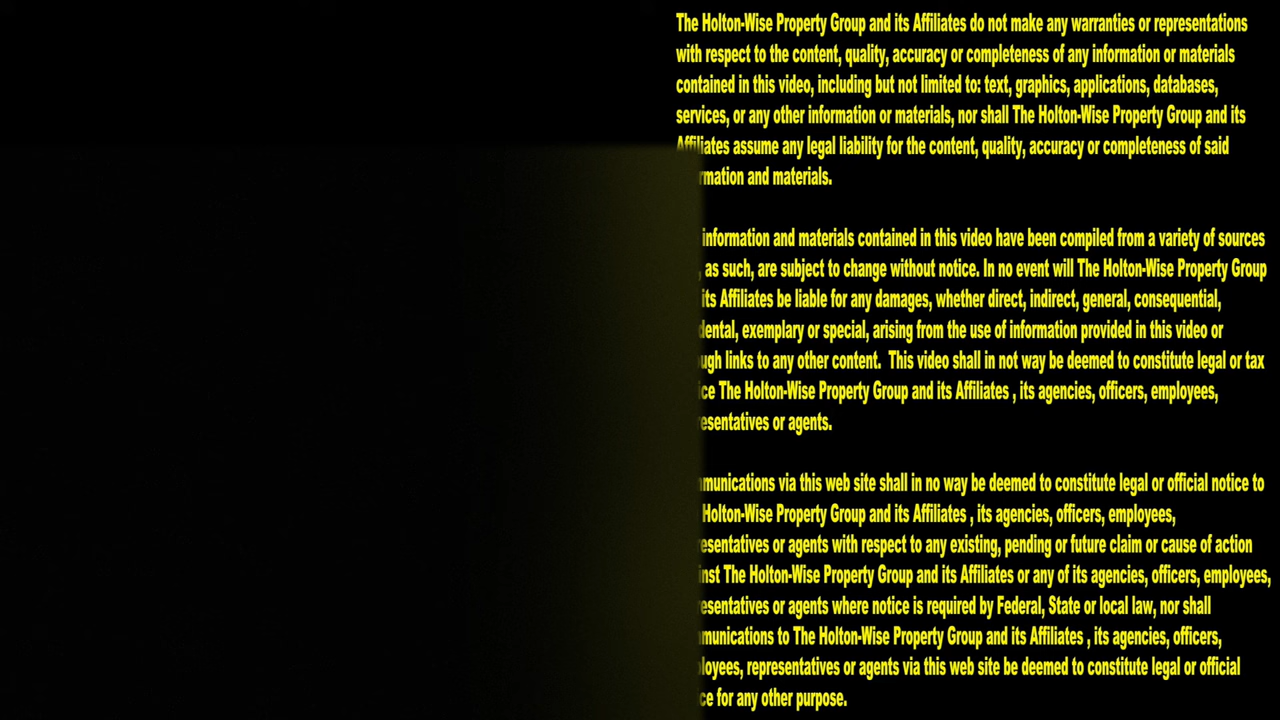 The Holton-Wise Property Group and its Affiliates do not make any warranties or representations
with respect to the content, quality, accuracy or completeness of any information or materials
contained in this video, including but not limited to: text, graphics, applications, databases,
services, or any other information or materials, nor shall The Holton-Wise Property Group and its
Affiliates assume any legal liability for the content, quality, accuracy or completeness of said
and materials.
information and materials contained in this video have been compiled from a variety of sources
as such, are subject to change without notice. In no event will The Holton-Wise Property Group
its Affiliates be liable for any damages, whether direct, indirect, general, consequential,
exemplary or special, arising from the use of information provided in this video or
links to any other content. This video shall in not way be deemed to constitute legal or tax
The Holton-Wise Property Group and its Affiliates , its agencies, officers, employees,
or agents.
via this web site shall in no way be deemed to constitute legal or official notice to
Holton-Wise Property Group and its Affiliates , its agencies, officers, employees,
or agents with respect to any existing, pending or future claim or cause of action
The Holton-Wise Property Group and its Affiliates or any of its agencies, officers, employees,
or agents where notice is required by Federal, State or local law, nor shall
to The Holton-Wise Property Group and its Affiliates , its agencies, officers,
representatives or agents via this web site be deemed to constitute legal or official
for any other purpose.